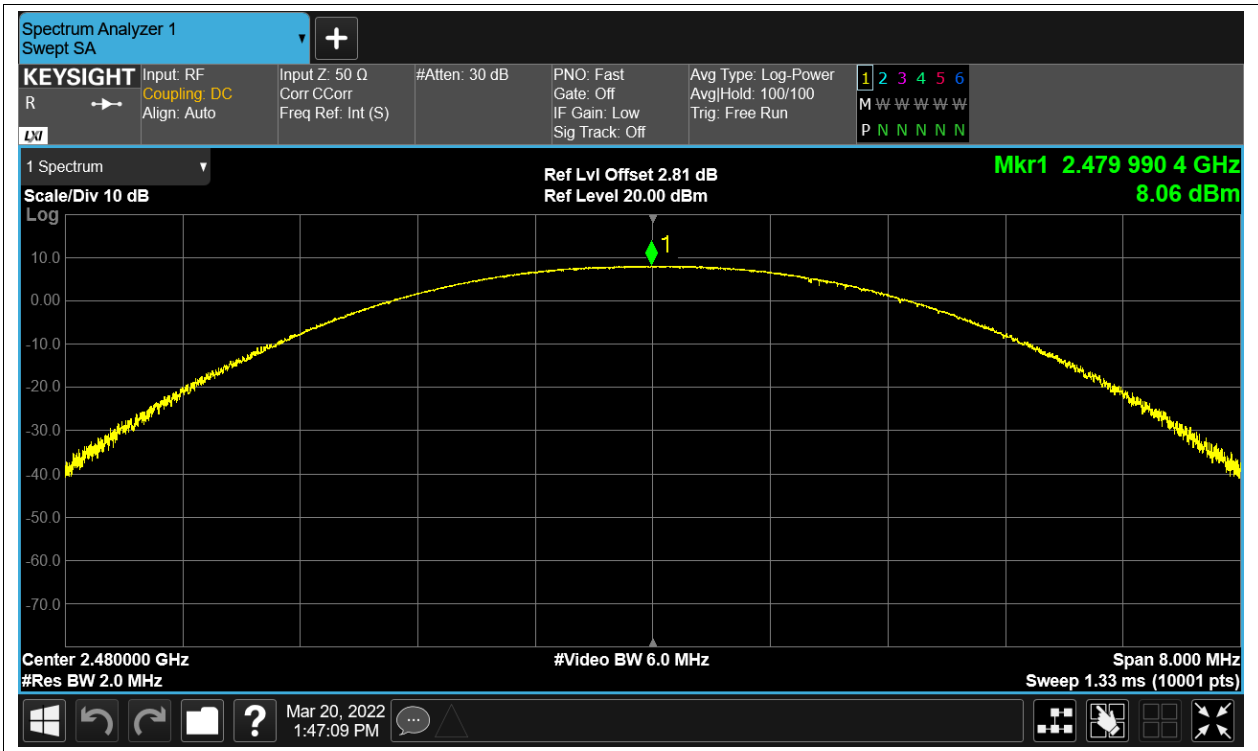 Spectrum Analyzer 1
Swept SA
KEYSIGHT
R
LXI
Input: RF
Coupling: DC
Align: Auto
Input Z: 50 Ω
Corr CCorr
Freq Ref: Int (S)
#Atten: 30 dB
PNO: Fast
Gate: Off
IF Gain: Low
Sig Track: Off
Avg Type: Log-Power
Avg|Hold: 100/100
Trig: Free Run
1 2 3 4 5 6
M W W W W W
P N N N N N
1 Spectrum
Scale/Div 10 dB
Log
Ref Lvl Offset 2.81 dB
Ref Level 20.00 dBm
Mkr1 2.479 990 4 GHz
8.06 dBm
1
10.0
0.00
-10.0
-20.0
-30.0
-40.0
-50.0
-60.0
-70.0
Center 2.480000 GHz
#Res BW 2.0 MHz
#Video BW 6.0 MHz
Span 8.000 MHz
Sweep 1.33 ms (10001 pts)
?
Mar 20, 2022
1:47:09 PM